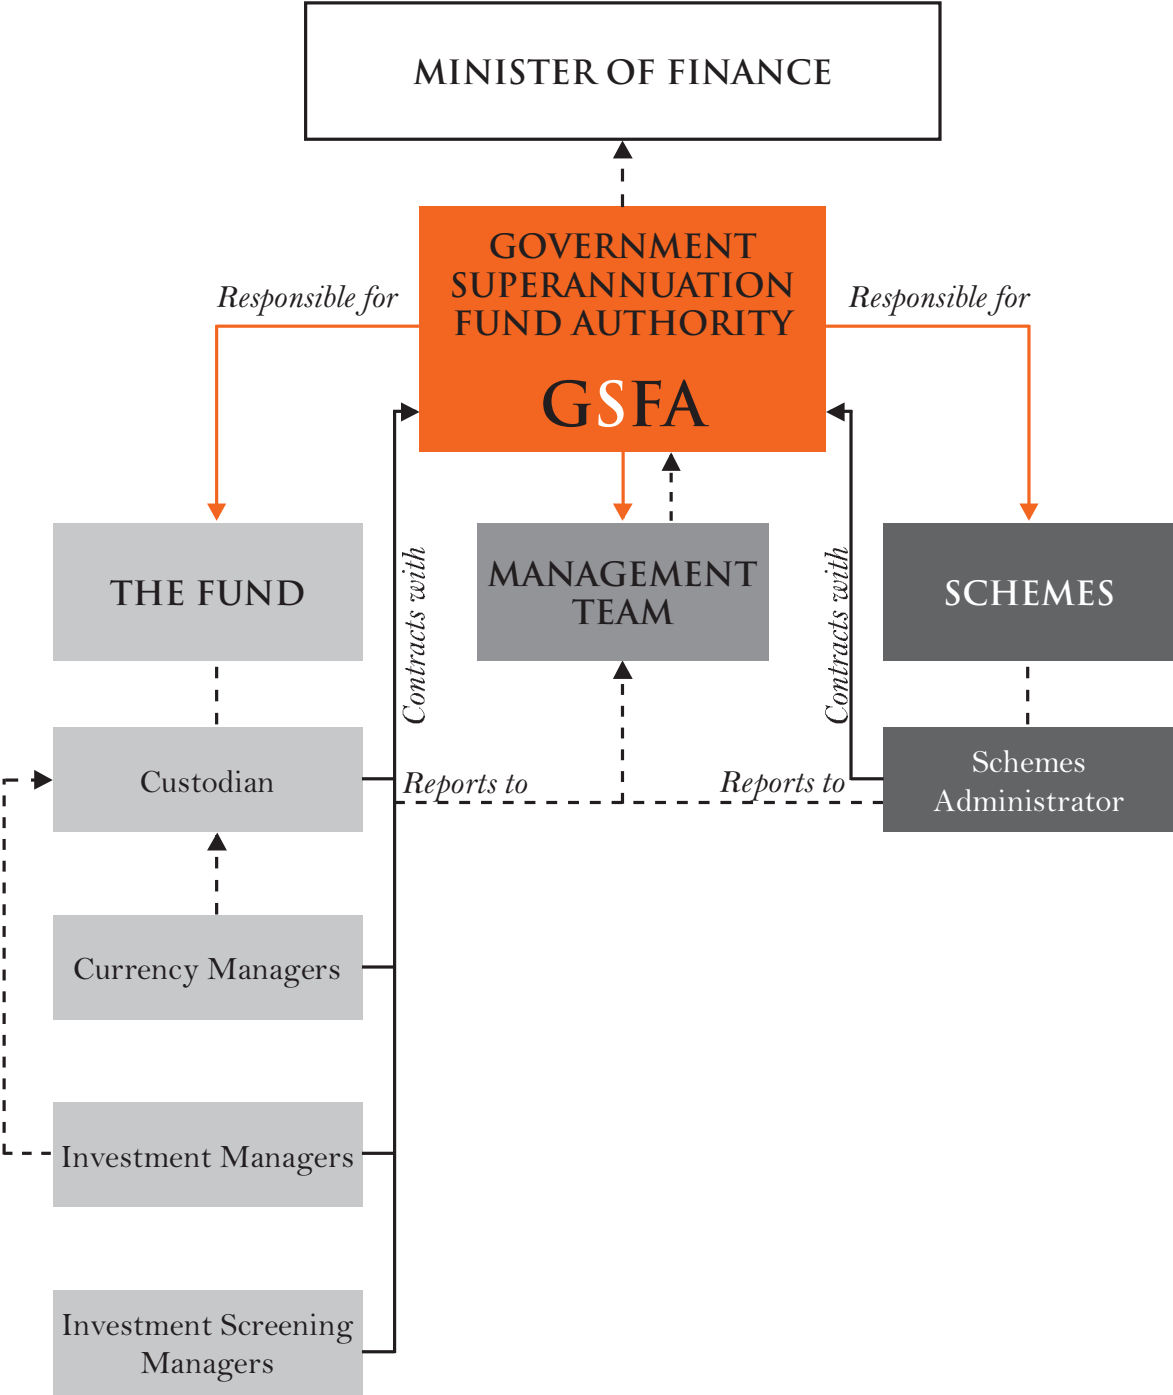 MINISTER OF FINANCE
GOVERNMENT
SUPERANNUATION
FUND AUTHORITY
GSFA
Responsible for
Responsible for
THE FUND
Contracts with
MANAGEMENT
TEAM
Contracts with
SCHEMES
Custodian
Reports to
Reports to
Schemes
Administrator
Currency Managers
Investment Managers
Investment Screening
Managers